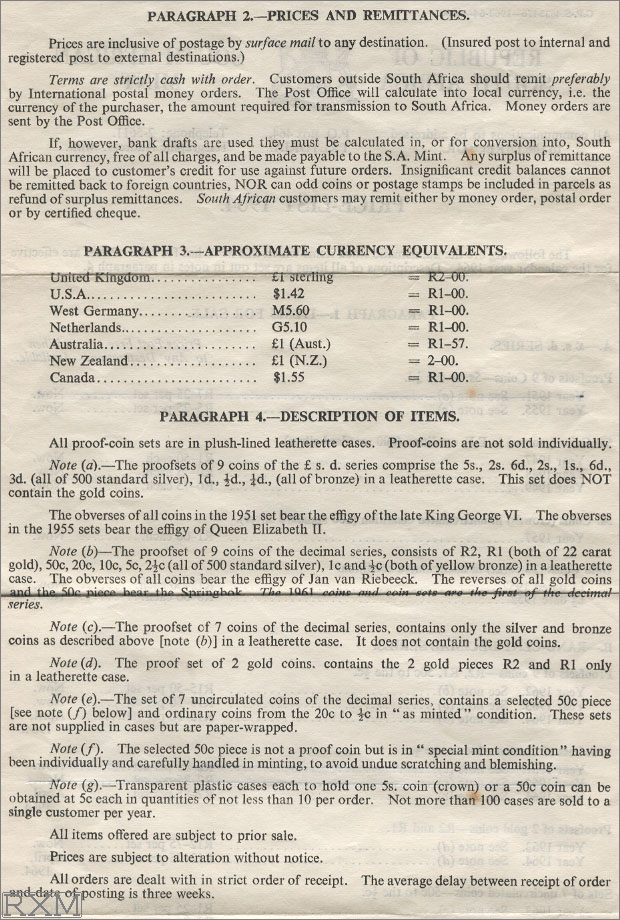 PARAGRAPH 2.—PRICES AND REMITTANCES.
Prices are inclusive of postage by surface mail to any destination. (Insured post to internal and
registered post to external destinations.)
Terms are strictly cash with order. Customers outside South Africa should remit preferably
by International postal money orders. The Post Office will calculate into local currency, i.e. the
currency of the purchaser, the amount required for transmission to South Africa. Money orders are
sent by the Post Office.
If, however, bank drafts are used they must be calculated in, or for conversion into, South
African currency, free of all charges, and be made payable to the S.A. Mint. Any surplus of remittance
will be placed to customer's credit for use against future orders. Insignificant credit balances cannot
be remitted back to foreign countries, NOR can odd coins or postage stamps be included in parcels as
refund of surplus remittances. South African customers may remit either by money order, postal order
or by certified cheque.
PARAGRAPH 3.—APPROXIMATE CURRENCY EQUIVALENTS.
United Kingdom............... £1 sterling = R2–00.
U.S.A......................... $1.42 = R1–00.
West Germany................. M5.60 = R1–00.
Netherlands.................... G5.10 = R1–00.
Australia....................... £1 (Aust.) = R1–57.
New Zealand................... £1 (N.Z.) = 2–00.
Canada......................... $1.55 = R1–00.
PARAGRAPH 4.—DESCRIPTION OF ITEMS.
All proof-coin sets are in plush-lined leatherette cases. Proof-coins are not sold individually.
Note (a).—The proofsets of 9 coins of the £ s. d. series comprise the 5s., 2s. 6d., 2s., 1s., 6d.,
3d. (all of 500 standard silver), 1d., ½d., ¼d., (all of bronze) in a leatherette case. This set does NOT
contain the gold coins.
The obverses of all coins in the 1951 set bear the effigy of the late King George VI. The obverses
in the 1955 sets bear the effigy of Queen Elizabeth II.
Note (b)—The proofset of 9 coins of the decimal series, consists of R2, R1 (both of 22 carat
gold), 50c, 20c, 10c, 5c, 2½c (all of 500 standard silver), 1c and ½c (both of yellow bronze) in a leatherette
case. The obverses of all coins bear the effigy of Jan van Riebeeck. The reverses of all gold coins
and the 50c piece bear the Springbok. The 1961 coins and coin sets are the first of the decimal
series.
Note (c).—The proofset of 7 coins of the decimal series, contains only the silver and bronze
coins as described above [note (b)] in a leatherette case. It does not contain the gold coins.
Note (d). The proof set of 2 gold coins. contains the 2 gold pieces R2 and R1 only
in a leatherette case.
Note (e).—The set of 7 uncirculated coins of the decimal series, contains a selected 50c piece
[see note (f) below] and ordinary coins from the 20c to ½c in "as minted" condition. These sets
are not supplied in cases but are paper-wrapped.
Note (f). The selected 50c piece is not a proof coin but is in "special mint condition" having
been individually and carefully handled in minting, to avoid undue scratching and blemishing.
Note (g).—Transparent plastic cases each to hold one 5s. coin (crown) or a 50c coin can be
obtained at 5c each in quantities of not less than 10 per order. Not more than 100 cases are sold to a
single customer per year.
All items offered are subject to prior sale.
Prices are subject to alteration without notice.
All orders are dealt with in strict order of receipt. The average delay between receipt of order
and date of posting is three weeks.
RXM